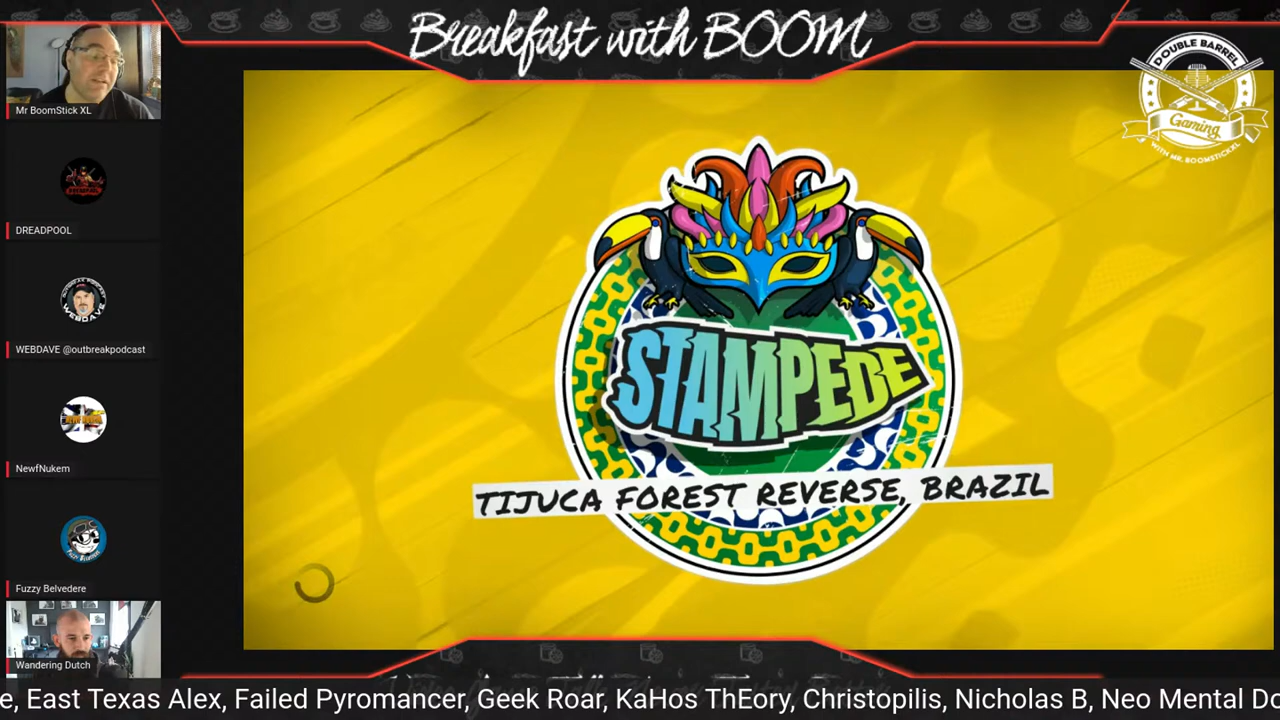 Breakfast with BOOM
Mr BoomStick XL
DOUBLE BARREL
Gaming
WITH MR. BOOMSTICKXL
DREADPOOL
WEBDAVE @outbreakpodcast
NewfNukem
Fuzzy Belvedere
Wandering Dutch
STAMPEDE
TIJUCA FOREST REVERSE, BRAZIL
e, East Texas Alex, Failed Pyromancer, Geek Roar, KaHos ThEory, Christopilis, Nicholas B, Neo Mental Do